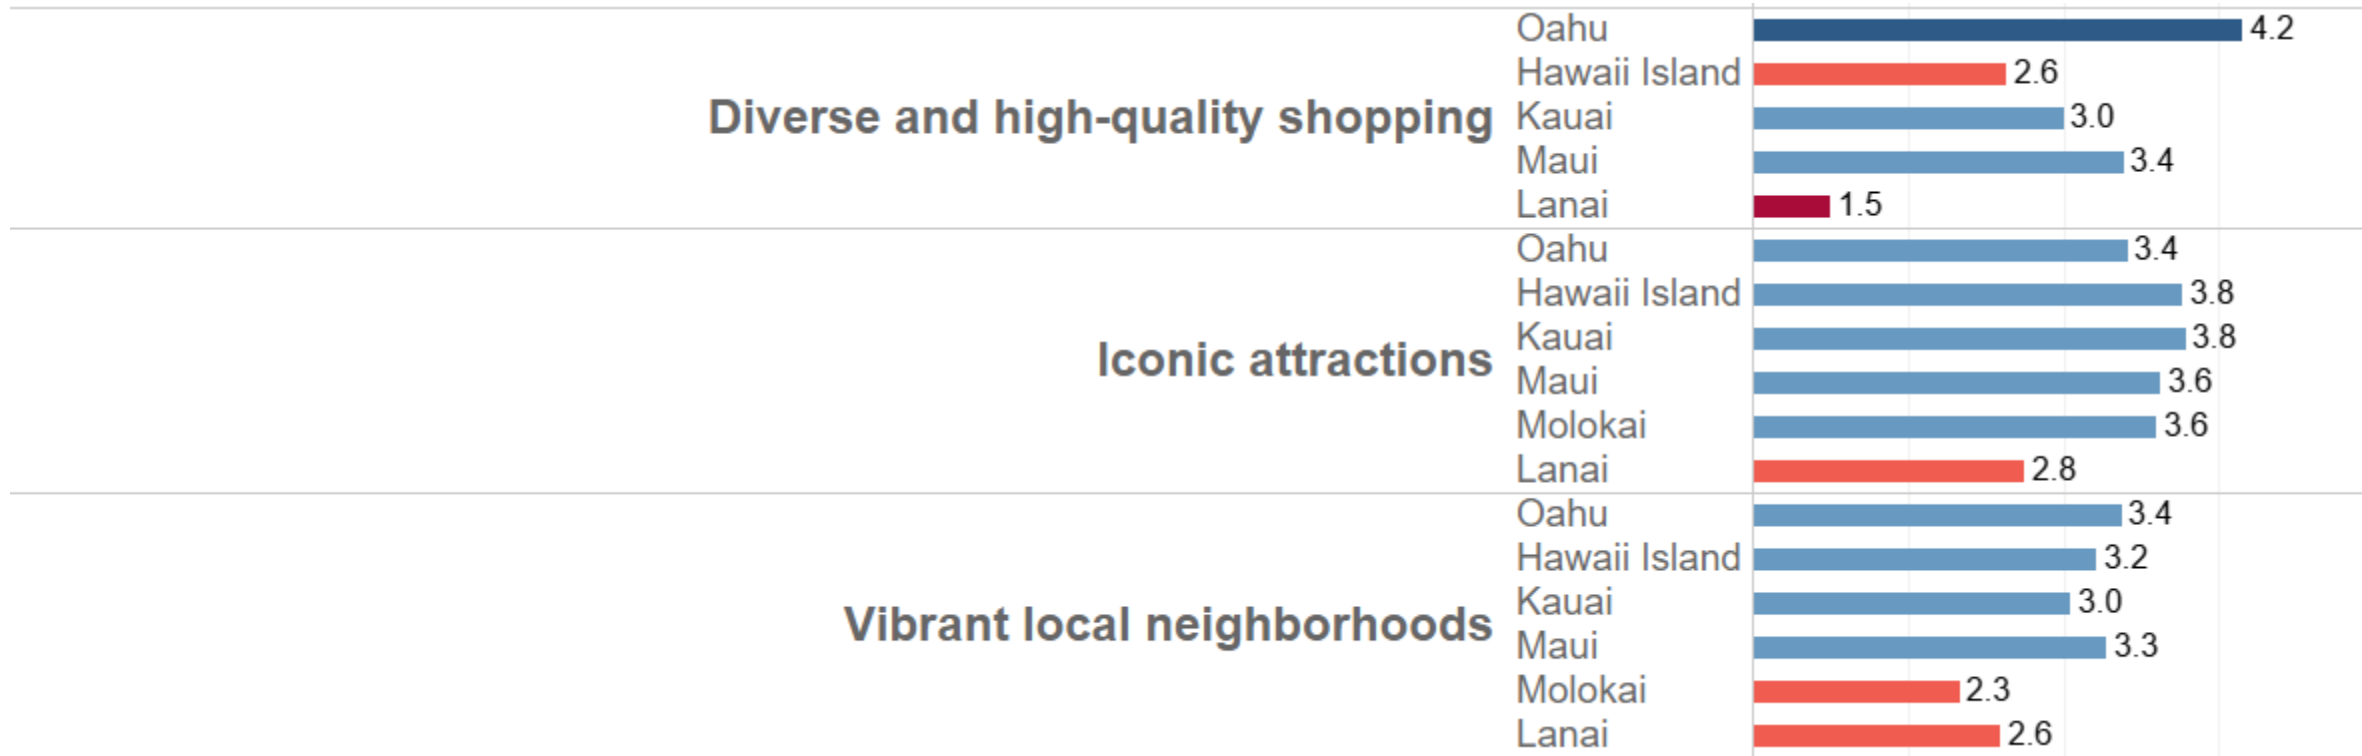 Diverse and high-quality shopping
Oahu 4.2
Hawaii Island 2.6
Kauai 3.0
Maui 3.4
Lanai 1.5
Iconic attractions
Oahu 3.4
Hawaii Island 3.8
Kauai 3.8
Maui 3.6
Molokai 3.6
Lanai 2.8
Vibrant local neighborhoods
Oahu 3.4
Hawaii Island 3.2
Kauai 3.0
Maui 3.3
Molokai 2.3
Lanai 2.6